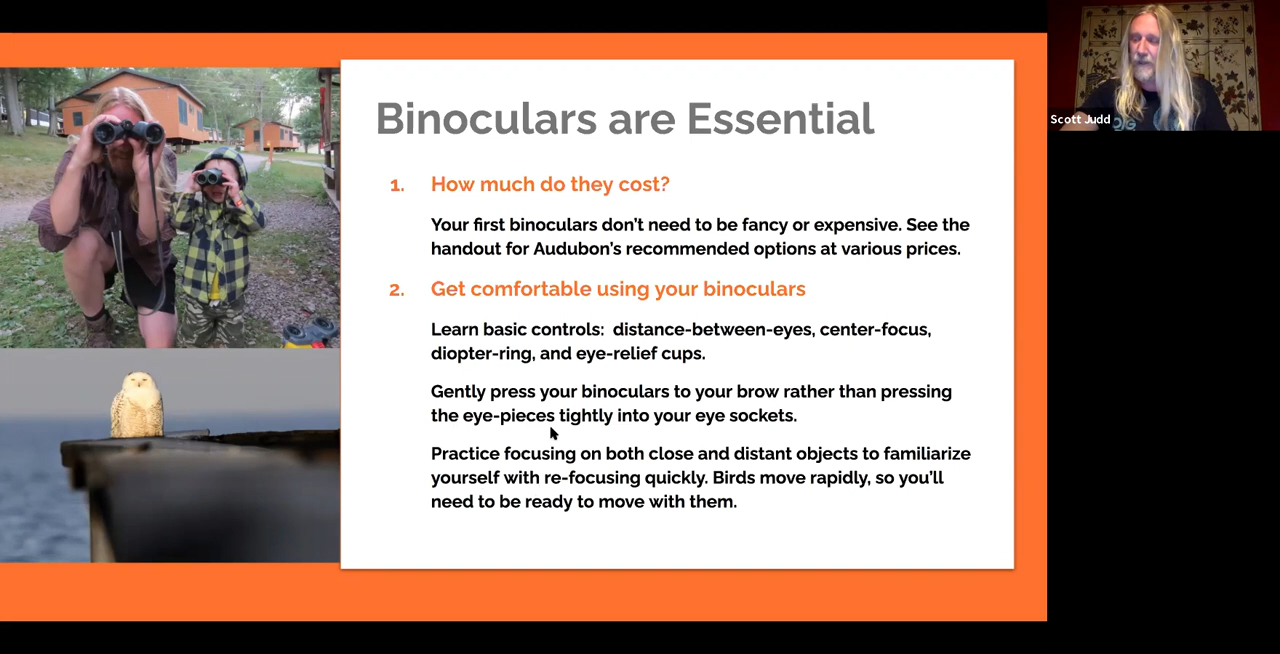 Binoculars are Essential
1. How much do they cost?
Your first binoculars don’t need to be fancy or expensive. See the
handout for Audubon’s recommended options at various prices.
2. Get comfortable using your binoculars
Learn basic controls:  distance-between-eyes, center-focus,
diopter-ring, and eye-relief cups.
Gently press your binoculars to your brow rather than pressing
the eye-pieces tightly into your eye sockets.
Practice focusing on both close and distant objects to familiarize
yourself with re-focusing quickly. Birds move rapidly, so you’ll
need to be ready to move with them.
Scott Judd